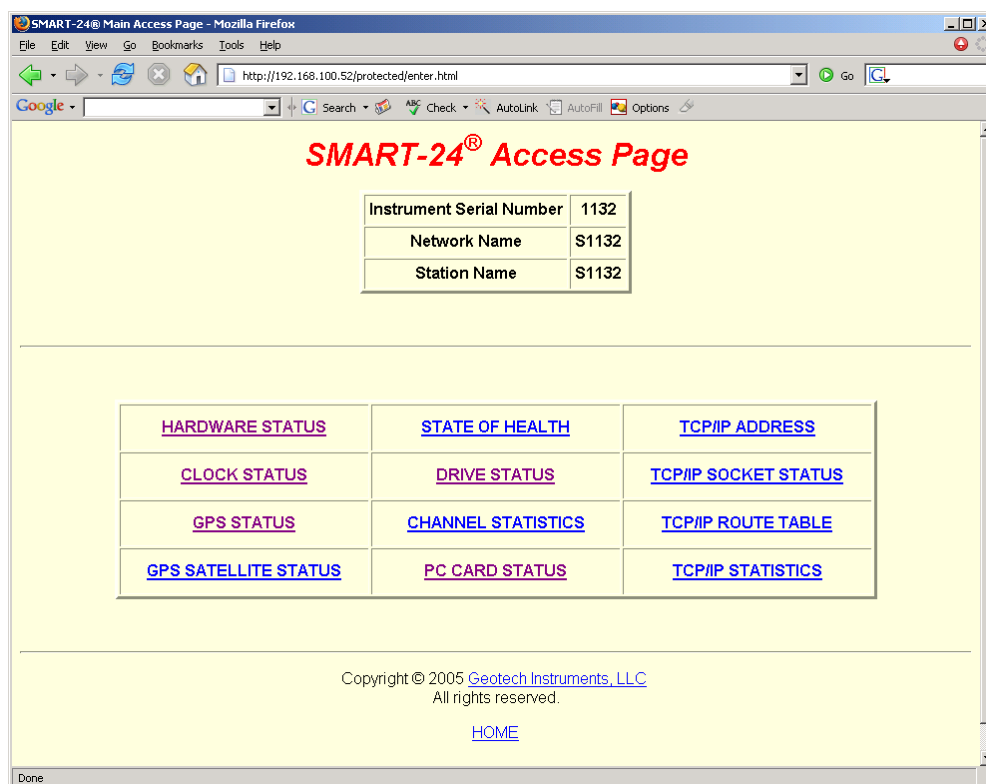 SMART-24® Main Access Page - Mozilla Firefox
File Edit View Go Bookmarks Tools Help
http://192.168.100.52/protected/enter.html Go G
Google Search ABC Check AutoLink AutoFill Options
SMART-24® Access Page
Instrument Serial Number 1132
Network Name S1132
Station Name S1132
HARDWARE STATUS STATE OF HEALTH TCP/IP ADDRESS
CLOCK STATUS DRIVE STATUS TCP/IP SOCKET STATUS
GPS STATUS CHANNEL STATISTICS TCP/IP ROUTE TABLE
GPS SATELLITE STATUS PC CARD STATUS TCP/IP STATISTICS
Copyright © 2005 Geotech Instruments, LLC
All rights reserved.
HOME
Done